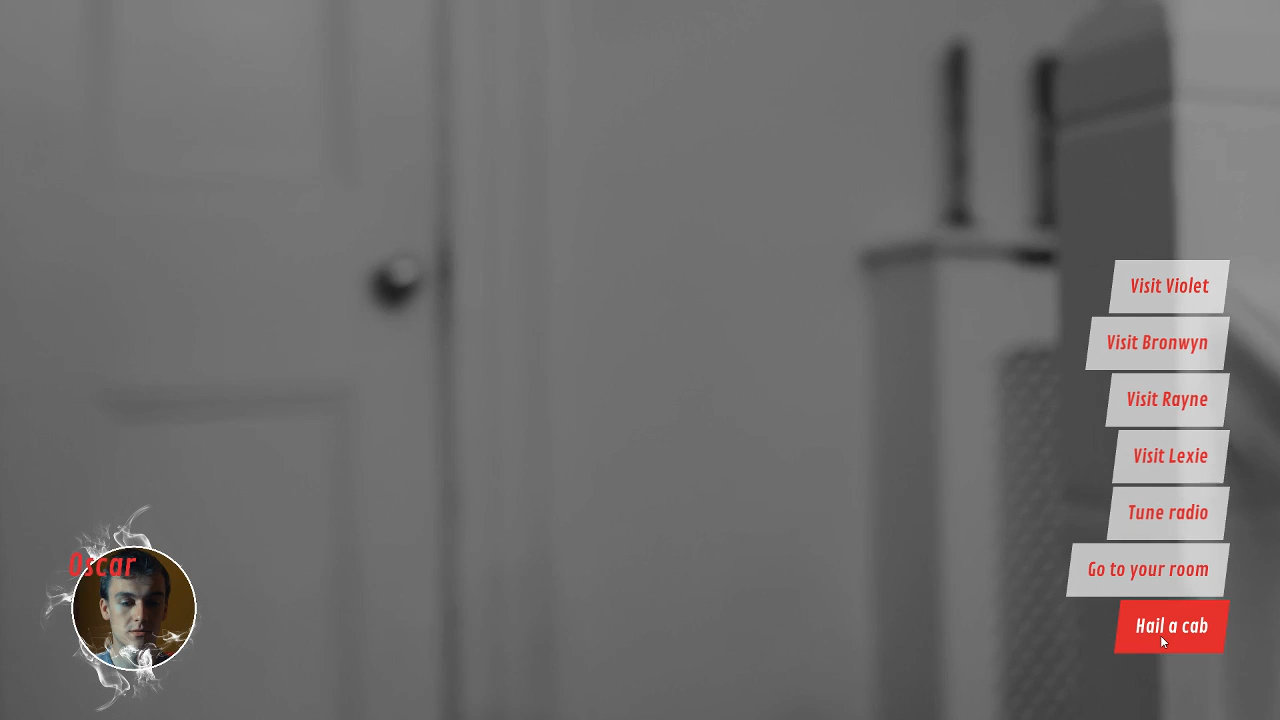 Visit Violet
Visit Bronwyn
Visit Rayne
Visit Lexie
Tune radio
Go to your room
Hail a cab
Oscar